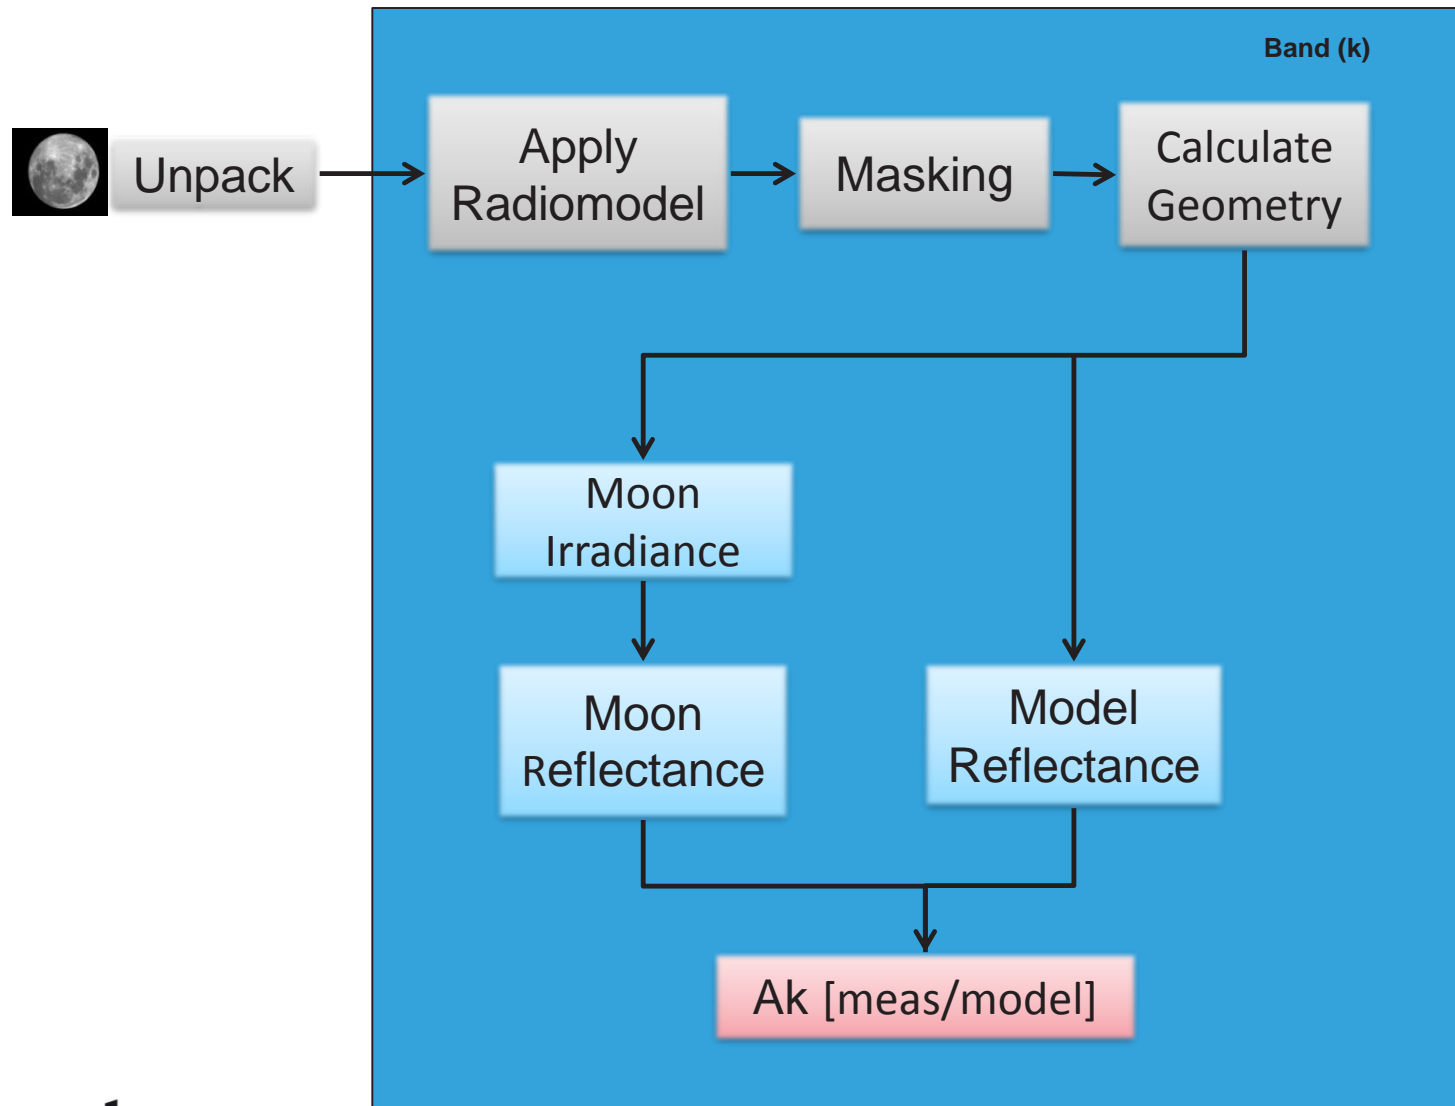 Band (k)
Unpack
Apply
Radiomodel
Masking
Calculate
Geometry
Moon
Irradiance
Moon
Reflectance
Model
Reflectance
Ak [meas/model]